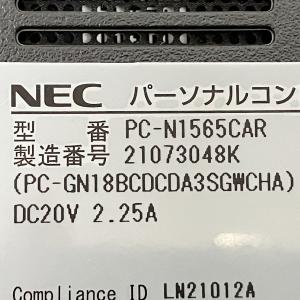 NEC パーソナルコン
型 番 PC-N1565CAR
製造番号 21073048K
(PC-GN18BCDCDA3SGWCHA)
DC20V 2.25A
Compliance ID LN21012A